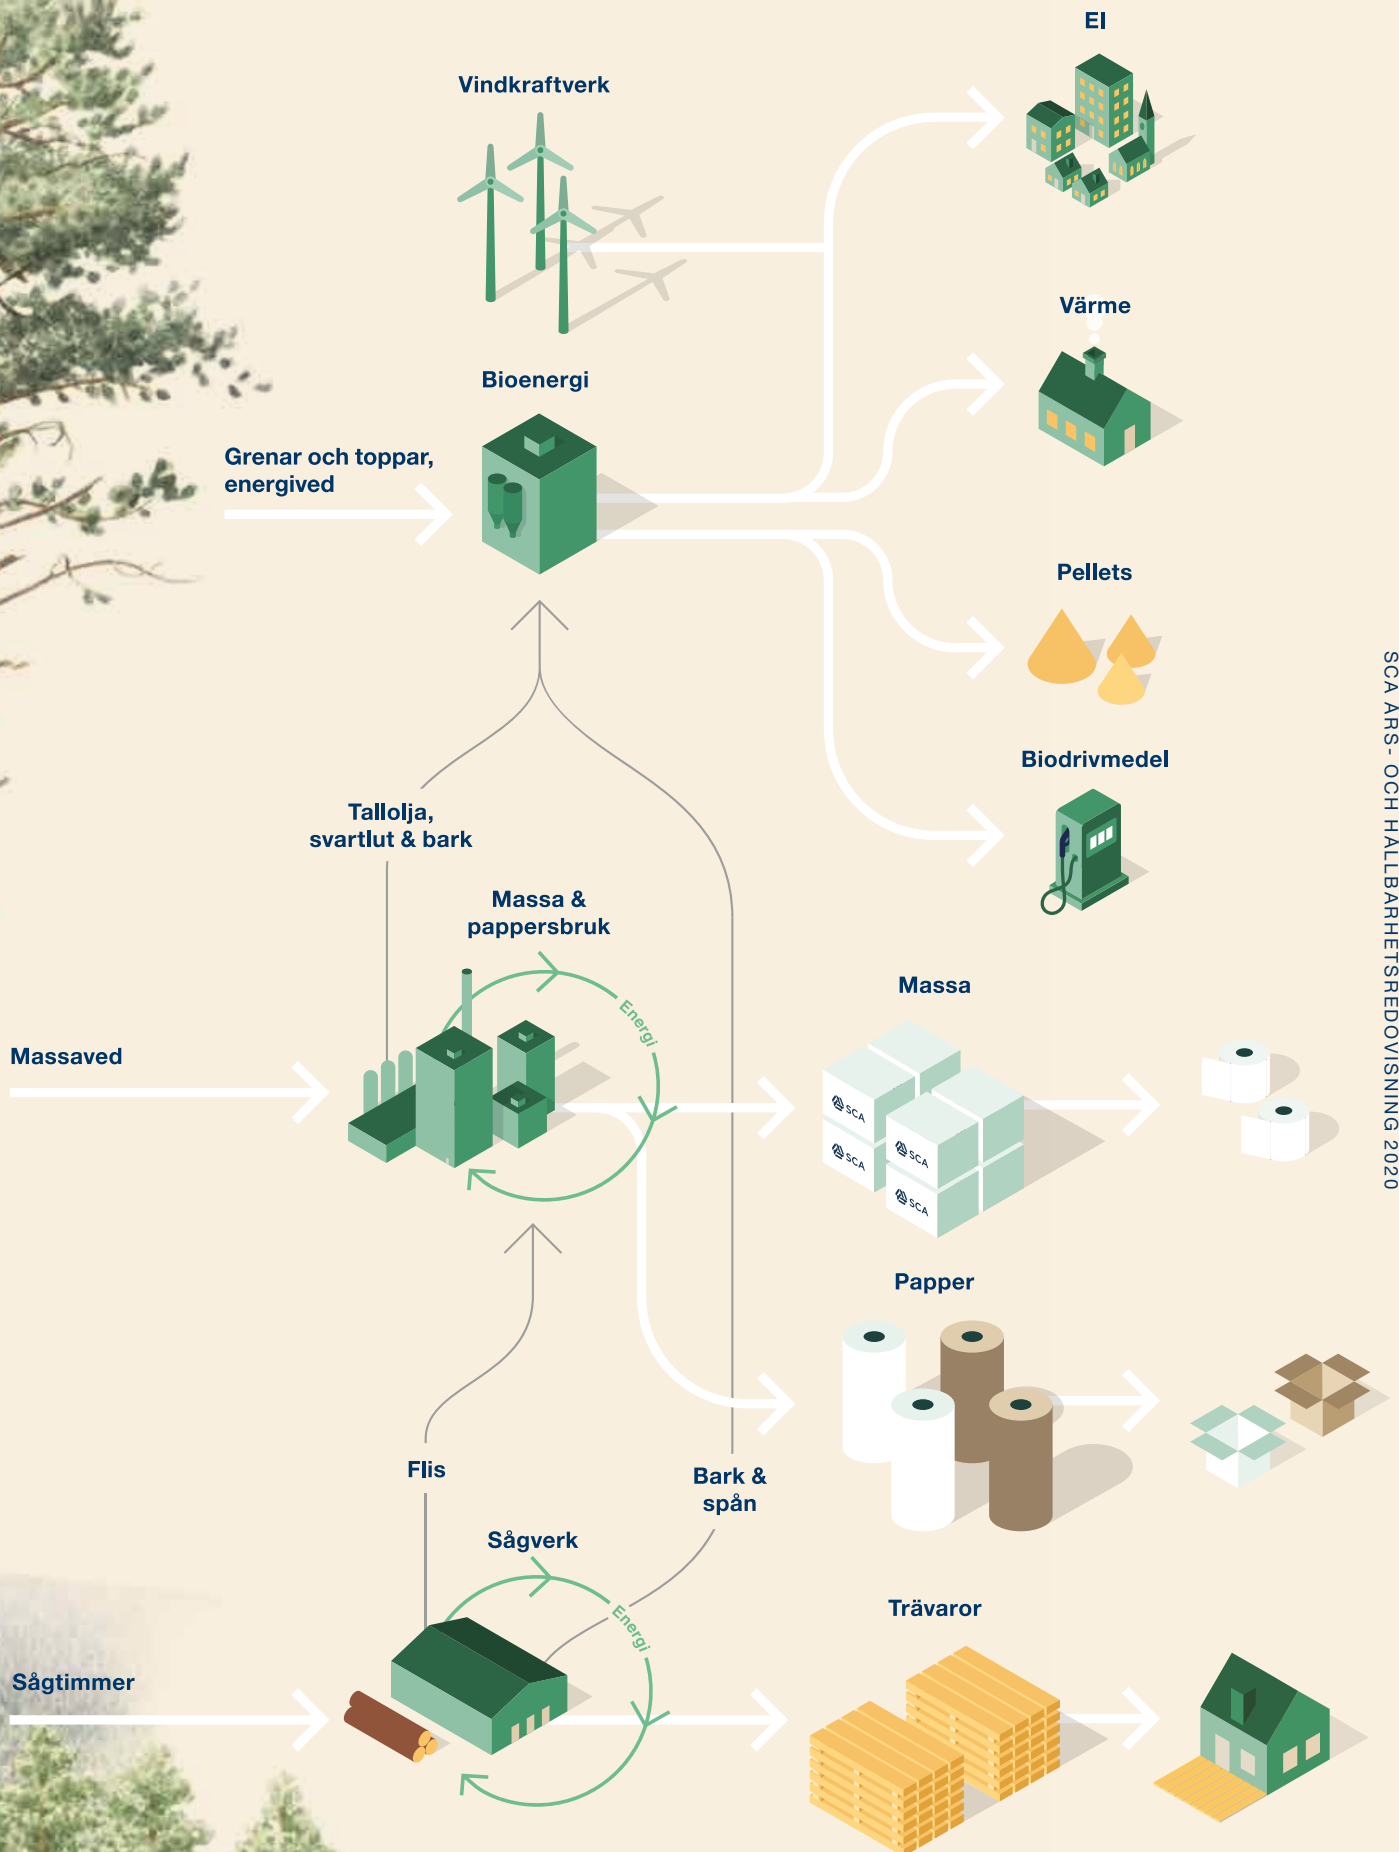 El
Vindkraftverk
Värme
Bioenergi
Grenar och toppar,
energived
Pellets
Biodrivmedel
Tallolja,
svartlut & bark
Massa &
pappersbruk
Energi
Massa
Massaved
SCA
SCA
SCA
SCA
Papper
Flis
Bark &
spån
Sågverk
Energi
Trävaror
Sågtimmer
SCA ÅRS- OCH HÅLLBARHETSREDOVISNING 2020